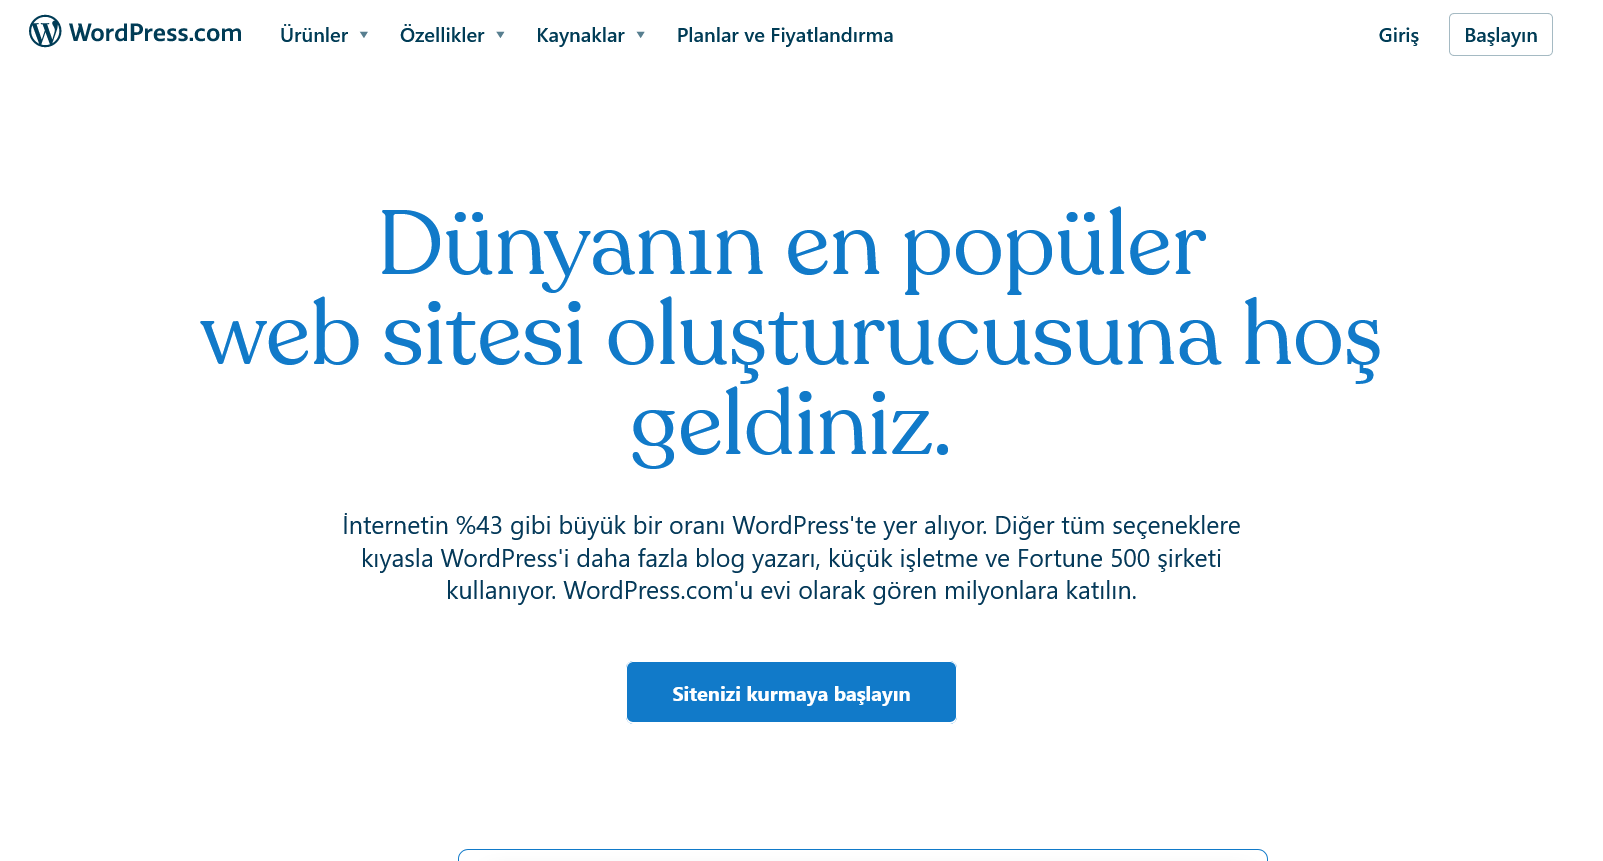 WordPress.com Ürünler Özellikler Kaynaklar Planlar ve Fiyatlandırma Giriş Başlayın
Dünyanın en popüler
web sitesi oluşturucusuna hoş
geldiniz.
İnternetin %43 gibi büyük bir oranı WordPress'te yer alıyor. Diğer tüm seçeneklere
kıyasla WordPress'i daha fazla blog yazarı, küçük işletme ve Fortune 500 şirketi
kullanıyor. WordPress.com'u evi olarak gören milyonlara katılın.
Sitenizi kurmaya başlayın